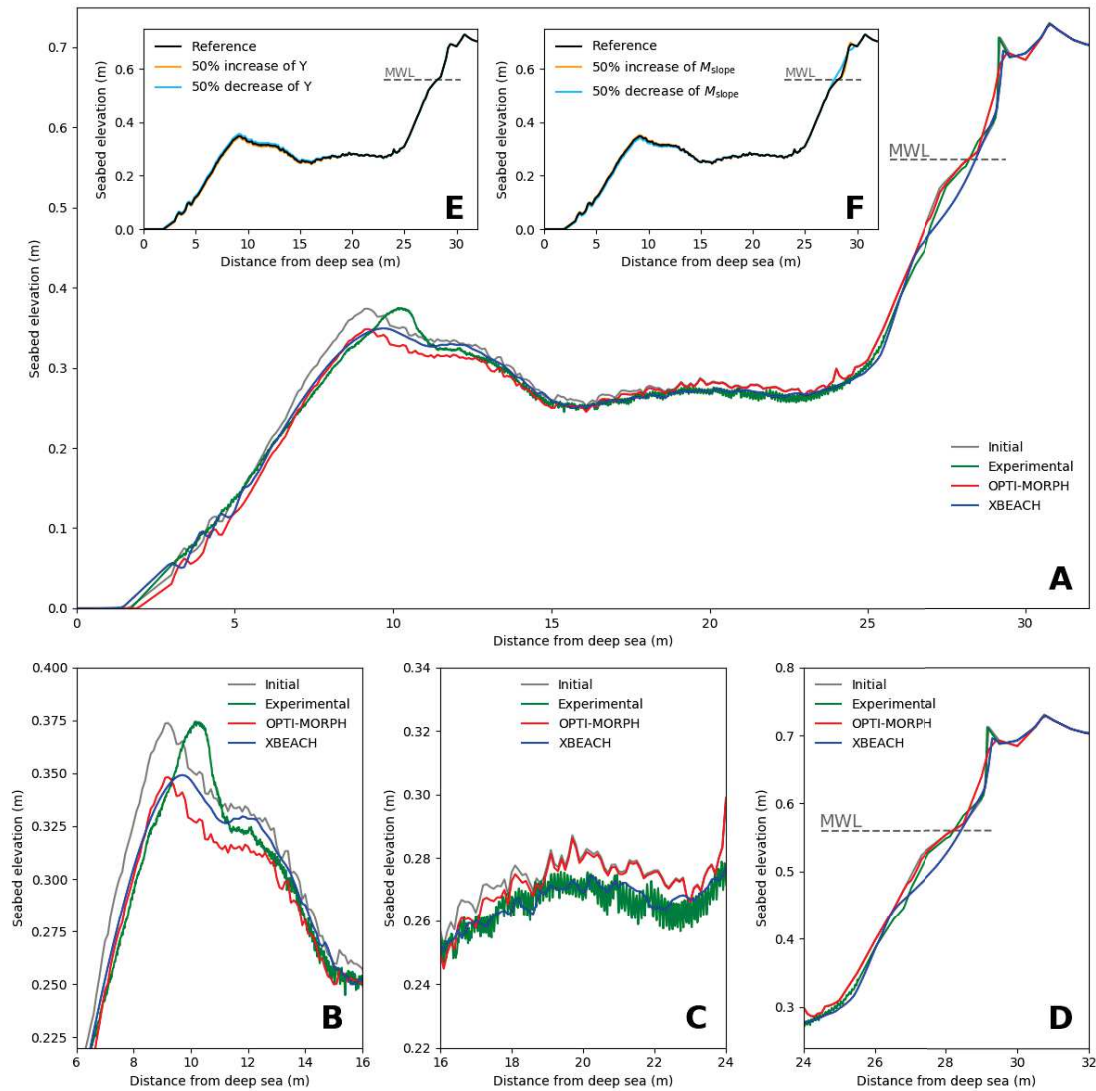 0.7
0.6
0.5
0.4
0.3
0.2
0.1
0.0
Seabed elevation (m)
0 5 10 15 20 25 30
Distance from deep sea (m)
MWL
Initial
Experimental
OPTI-MORPH
XBEACH
A
0.6
0.4
0.2
0.0
Seabed elevation (m)
Reference
50% increase of Y
50% decrease of Y
MWL
E
0 5 10 15 20 25 30
Distance from deep sea (m)
0.6
0.4
0.2
0.0
Seabed elevation (m)
Reference
50% increase of Mslope
50% decrease of Mslope
MWL
F
0 5 10 15 20 25 30
Distance from deep sea (m)
0.400
0.375
0.350
0.325
0.300
0.275
0.250
0.225
Seabed elevation (m)
Initial
Experimental
OPTI-MORPH
XBEACH
B
6 8 10 12 14 16
Distance from deep sea (m)
0.34
0.32
0.30
0.28
0.26
0.24
0.22
Seabed elevation (m)
Initial
Experimental
OPTI-MORPH
XBEACH
C
16 18 20 22 24
Distance from deep sea (m)
0.8
0.7
0.6
0.5
0.4
0.3
Seabed elevation (m)
Initial
Experimental
OPTI-MORPH
XBEACH
MWL
D
24 26 28 30 32
Distance from deep sea (m)